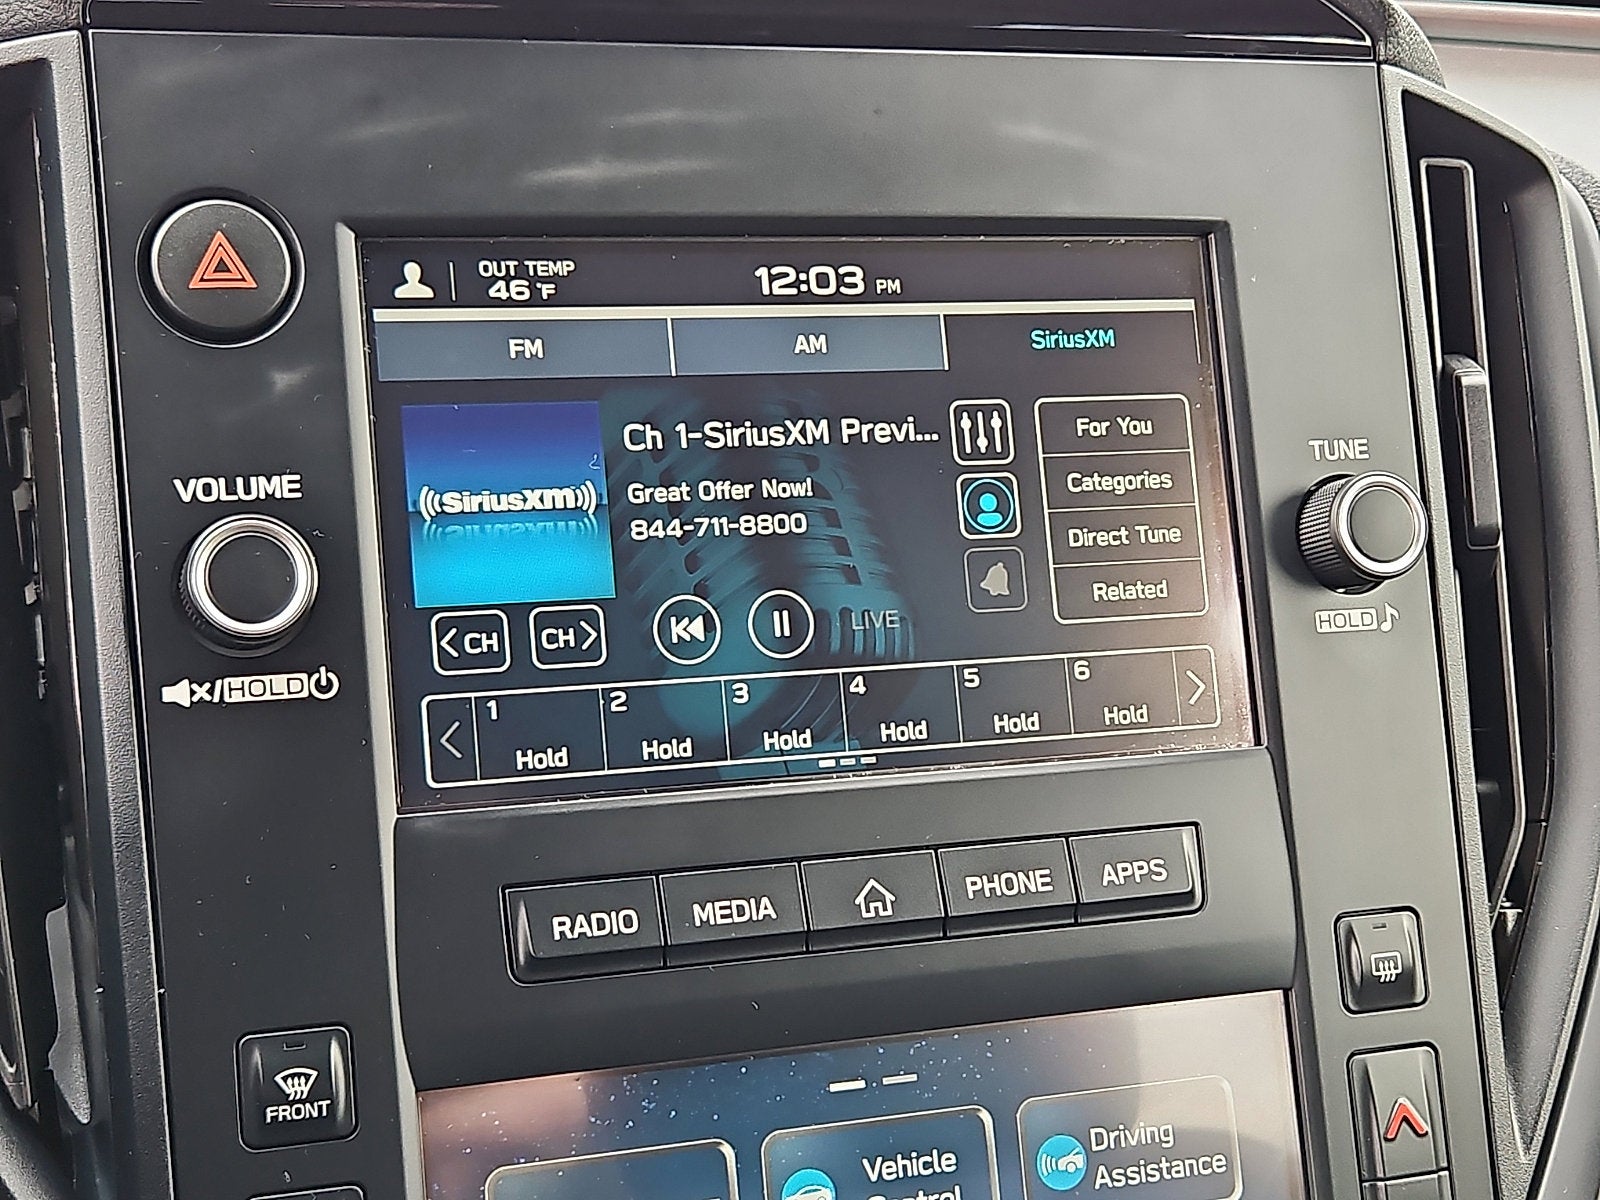 OUT TEMP
46°F
12:03 PM
FM
AM
SiriusXM
((SiriusXM))
Ch 1-SiriusXM Previ...
Great Offer Now!
844-711-8800
For You
Categories
Direct Tune
Related
<CH
CH>
LIVE
1
Hold
2
Hold
3
Hold
4
Hold
5
Hold
6
Hold
VOLUME
/HOLD
TUNE
HOLD
RADIO
MEDIA
PHONE
APPS
FRONT
Vehicle
Control
Driving
Assistance